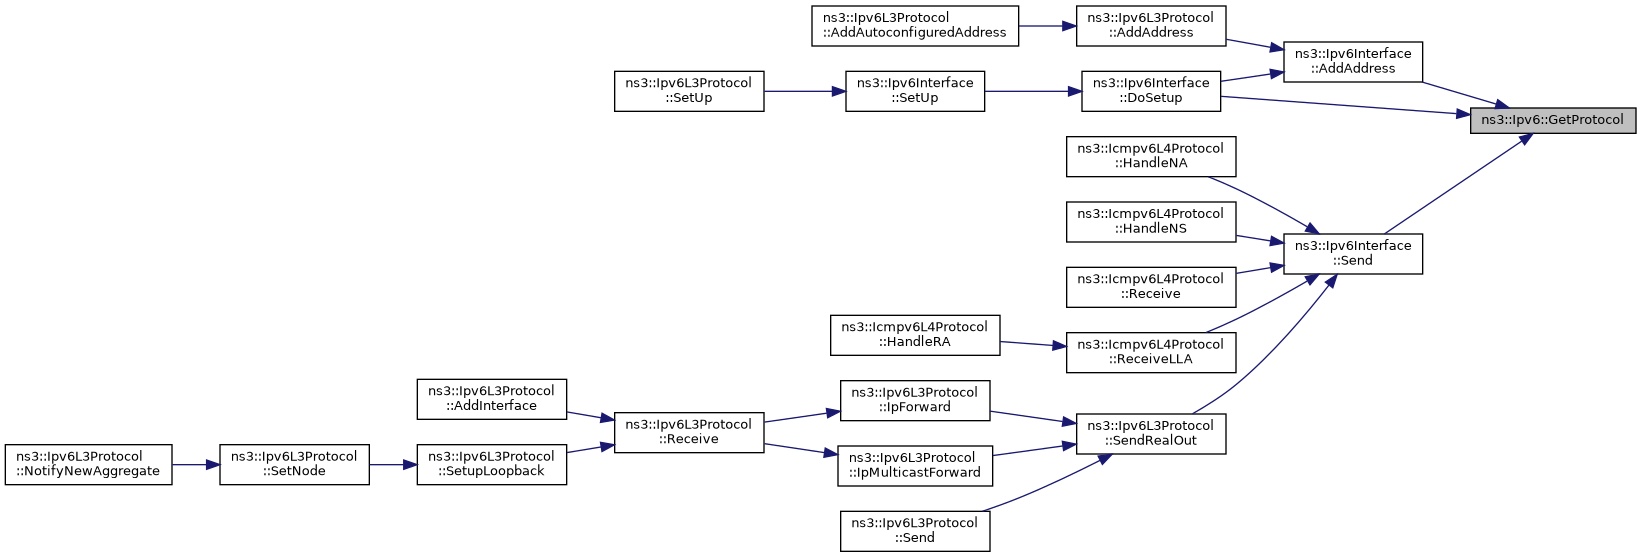 ns3::Ipv6L3Protocol
::AddAutoconfiguredAddress
ns3::Ipv6L3Protocol
::AddAddress
ns3::Ipv6Interface
::AddAddress
ns3::Ipv6L3Protocol
::SetUp
ns3::Ipv6Interface
::SetUp
ns3::Ipv6Interface
::DoSetup
ns3::Ipv6::GetProtocol
ns3::Icmpv6L4Protocol
::HandleNA
ns3::Icmpv6L4Protocol
::HandleNS
ns3::Ipv6Interface
::Send
ns3::Icmpv6L4Protocol
::Receive
ns3::Icmpv6L4Protocol
::HandleRA
ns3::Icmpv6L4Protocol
::ReceiveLLA
ns3::Ipv6L3Protocol
::AddInterface
ns3::Ipv6L3Protocol
::IpForward
ns3::Ipv6L3Protocol
::Receive
ns3::Ipv6L3Protocol
::SendRealOut
ns3::Ipv6L3Protocol
::NotifyNewAggregate
ns3::Ipv6L3Protocol
::SetNode
ns3::Ipv6L3Protocol
::SetupLoopback
ns3::Ipv6L3Protocol
::IpMulticastForward
ns3::Ipv6L3Protocol
::Send